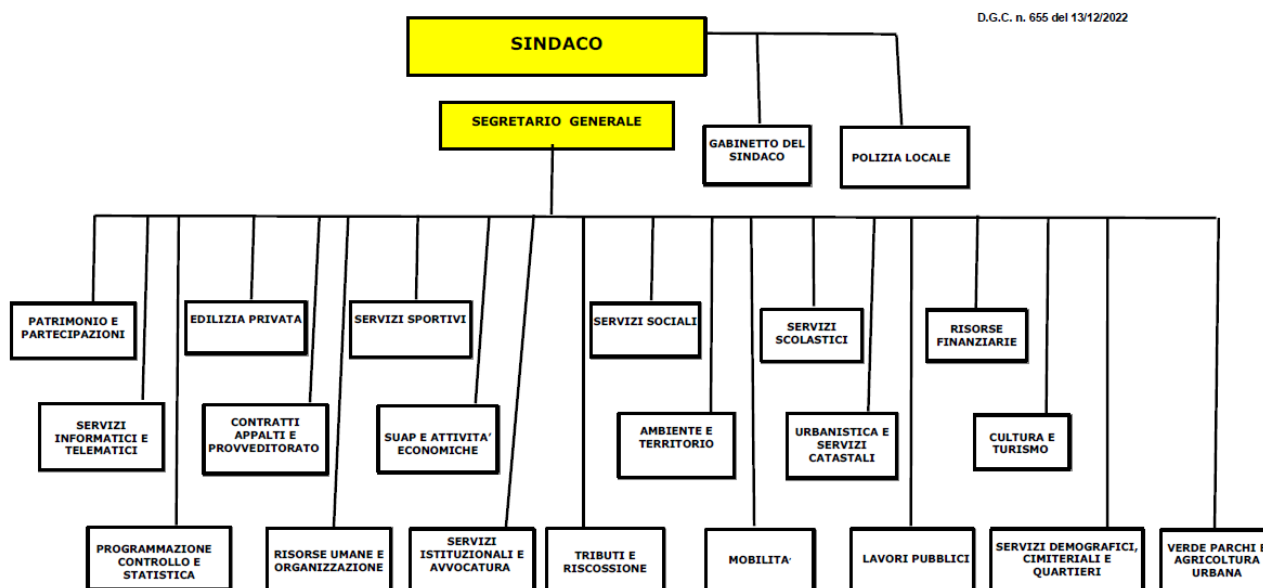 D.G.C. n. 655 del 13/12/2022
SINDACO
SEGRETARIO GENERALE
GABINETTO DEL
SINDACO
POLIZIA LOCALE
PATRIMONIO E
PARTECIPAZIONI
EDILIZIA PRIVATA
SERVIZI SPORTIVI
SERVIZI SOCIALI
SERVIZI
SCOLASTICI
RISORSE
FINANZIARIE
SERVIZI
INFORMATICI E
TELEMATICI
CONTRATTI
APPALTI E
PROVVEDITORATO
SUAP E ATTIVITA'
ECONOMICHE
AMBIENTE E
TERRITORIO
URBANISTICA E
SERVIZI
CATASTALI
CULTURA E
TURISMO
PROGRAMMAZIONE
CONTROLLO E
STATISTICA
RISORSE UMANE E
ORGANIZZAZIONE
SERVIZI
ISTITUZIONALI E
AVVOCATURA
TRIBUTI E
RISCOSSIONE
MOBILITA'
LAVORI PUBBLICI
SERVIZI DEMOGRAFICI,
CIMITERIALI E
QUARTIERI
VERDE PARCHI E
AGRICOLTURA
URBANA